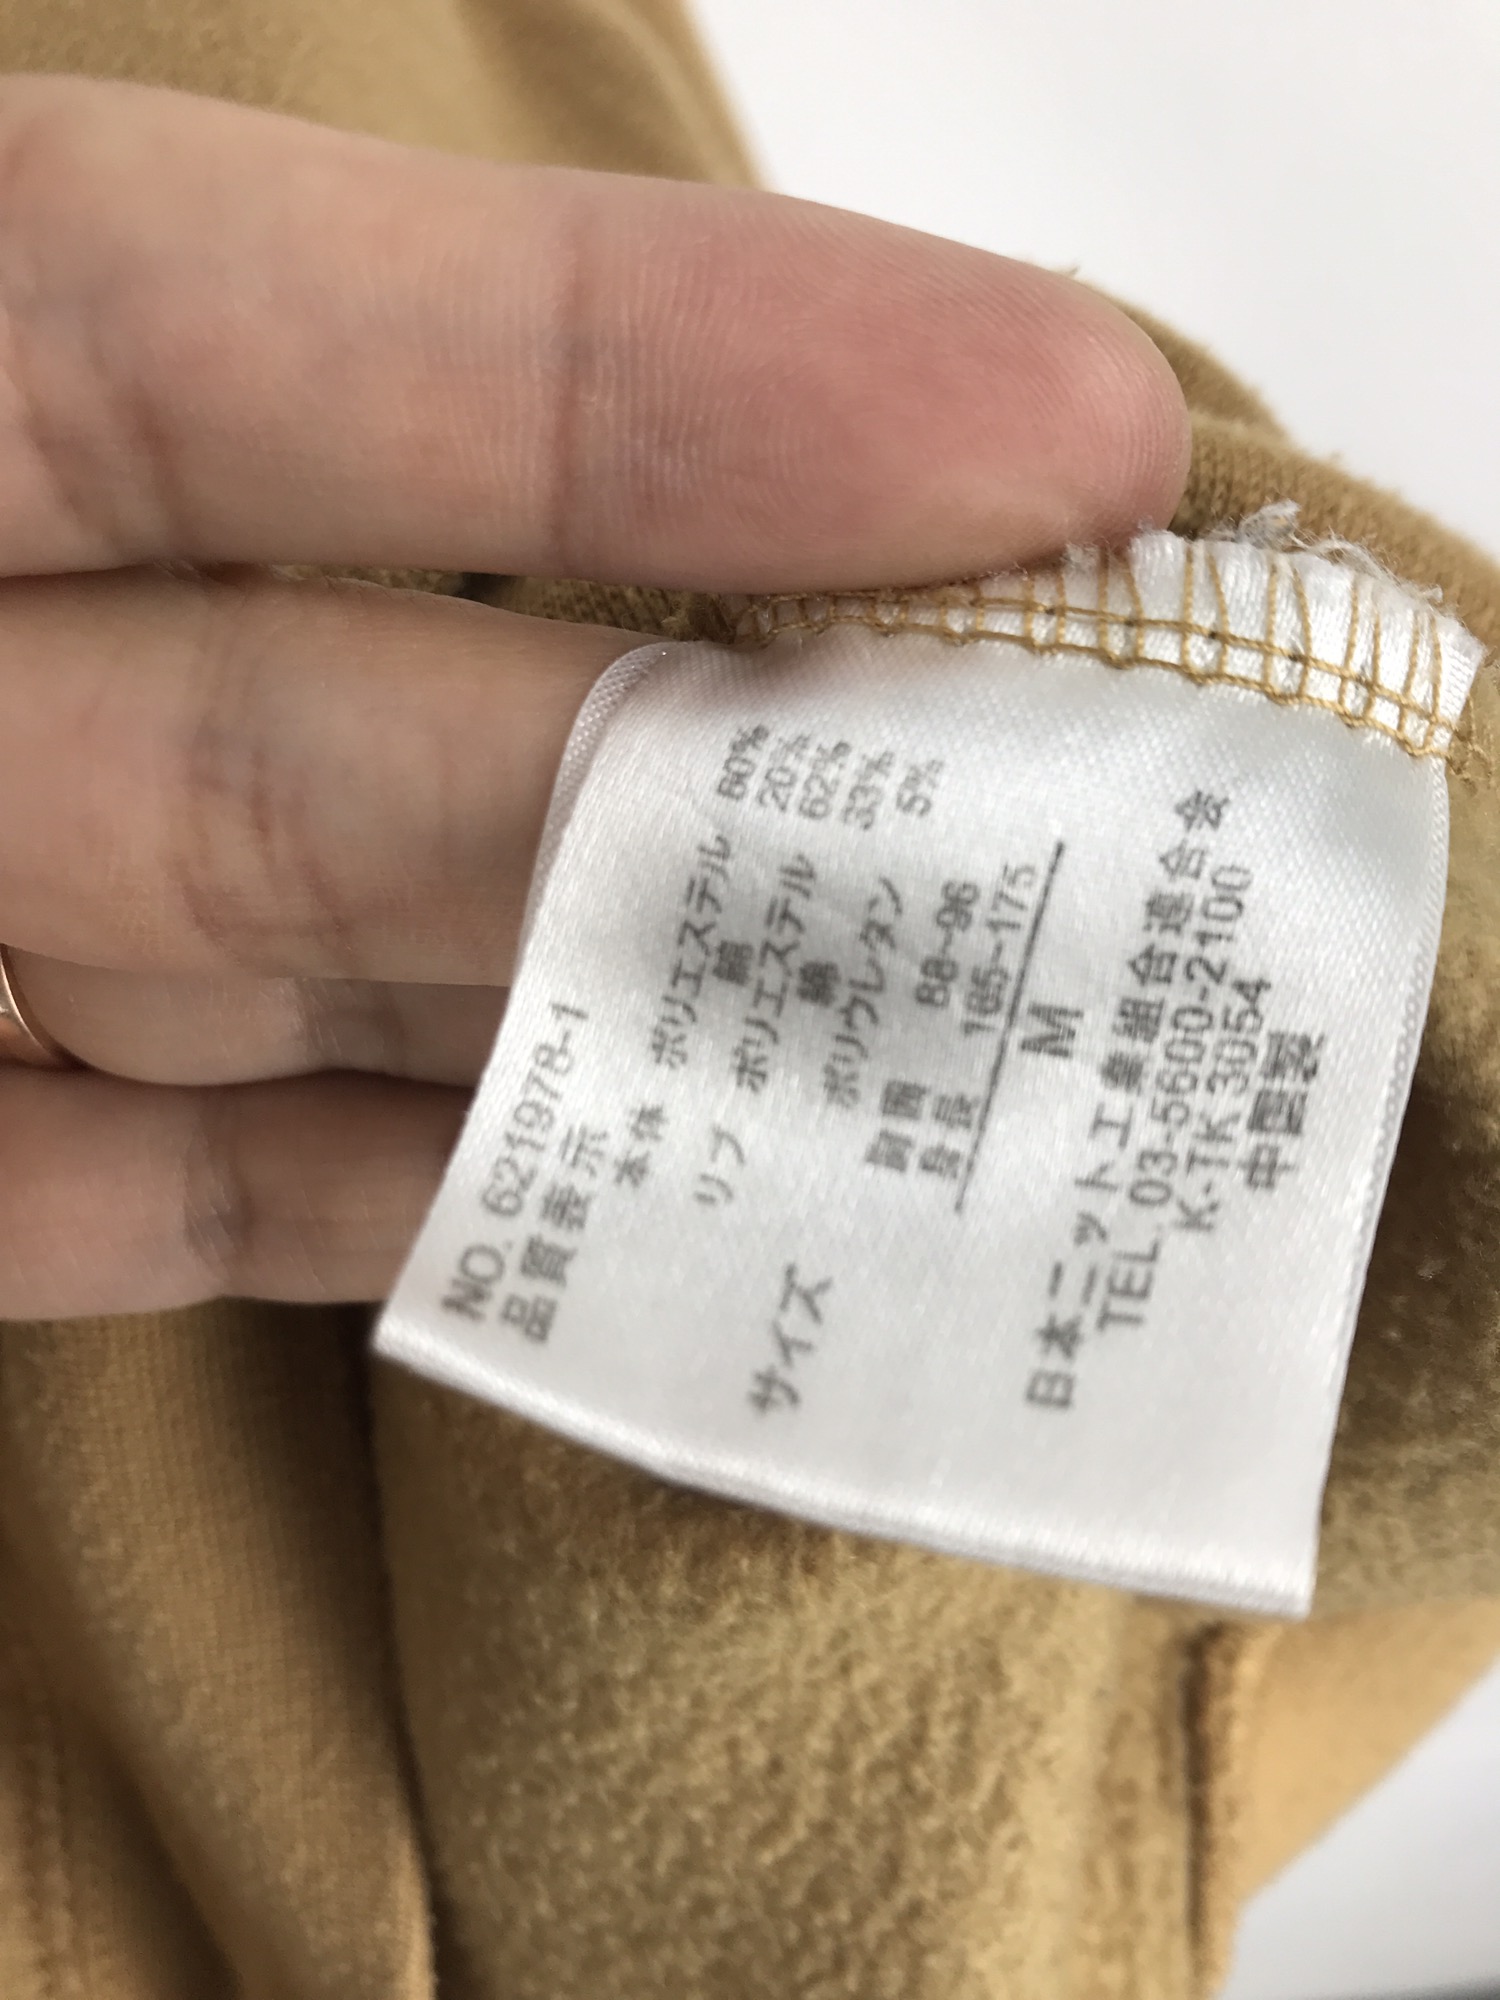 NO. 621978-1
品質表示
本体 ポリエステル 80%
綿 20%
リブ ポリエステル 62%
綿 33%
ポリウレタン 5%
サイズ
胸囲 88~96
身長 165~175
M
日本ニット工業組合連合会
TEL. 03-5600-2100
K-TK 30054
中国製